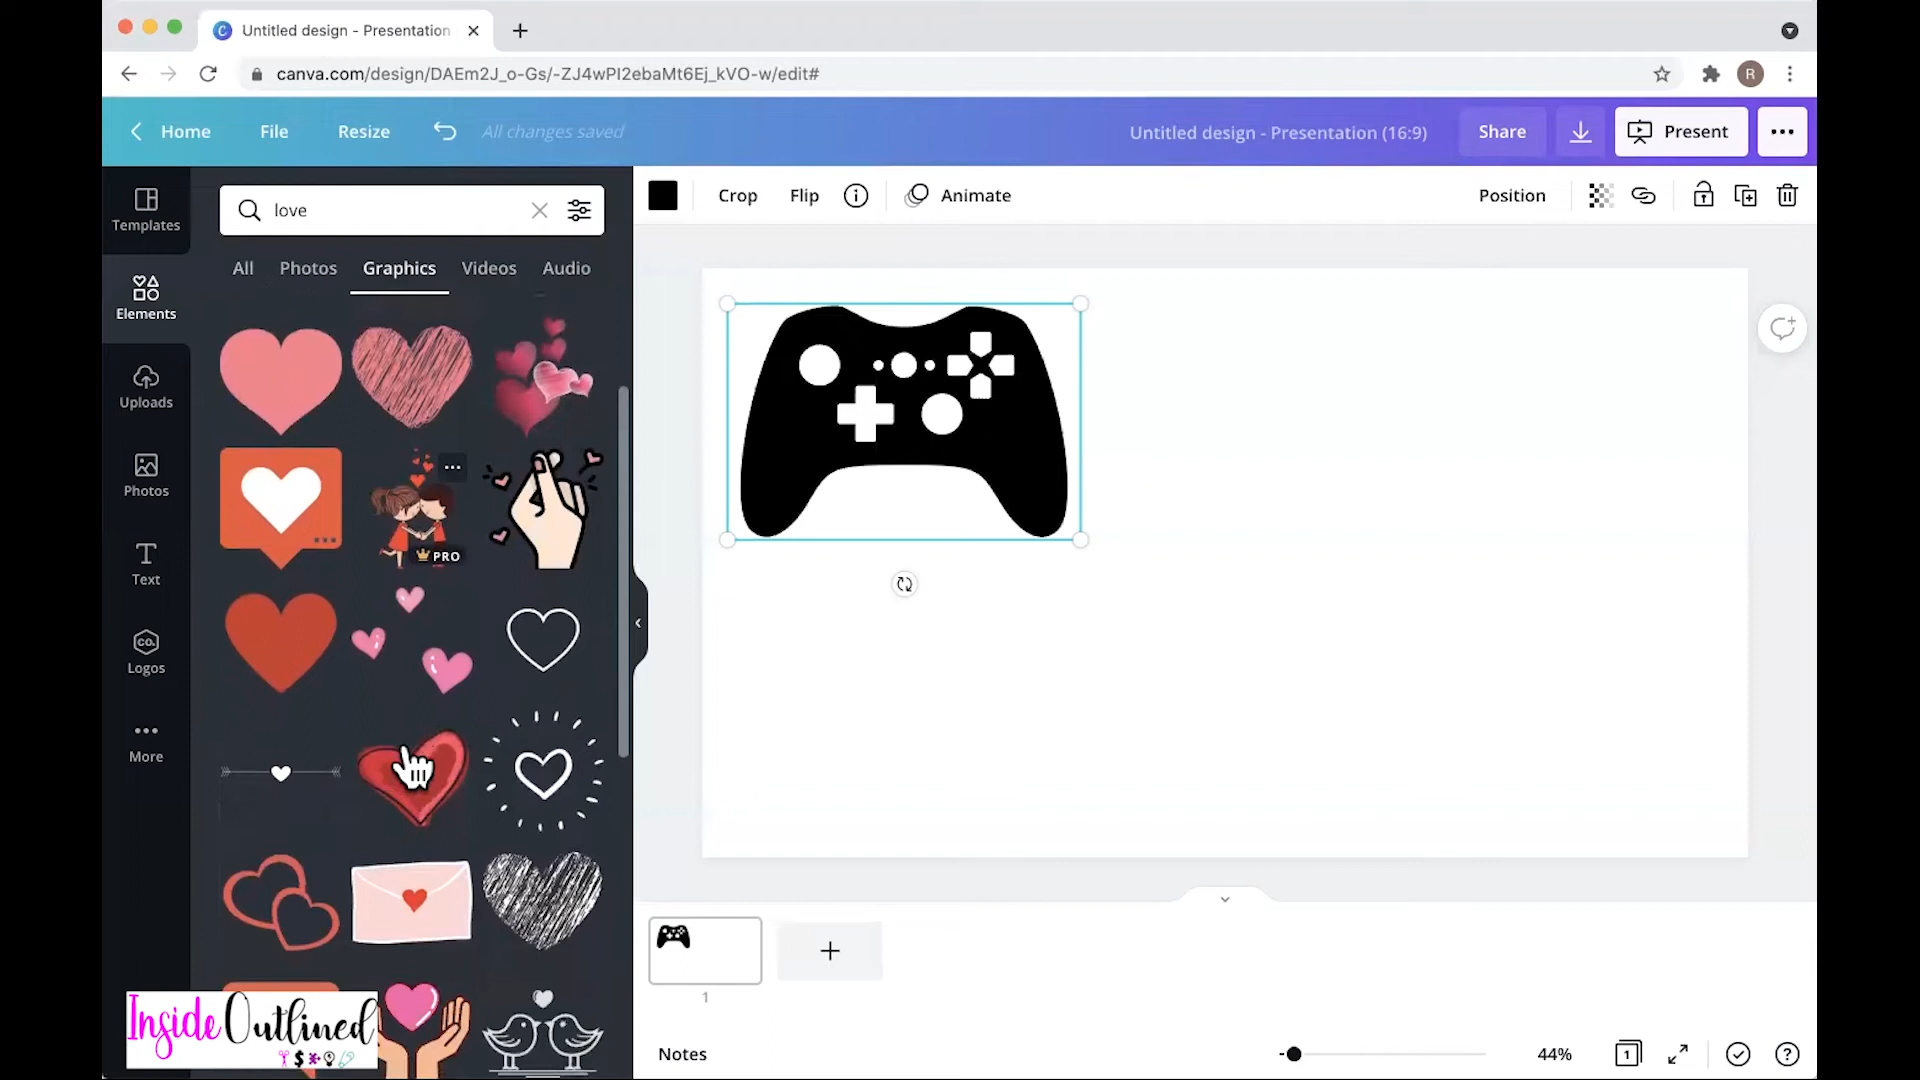 Untitled design - Presentation
canva.com/design/DAEm2J_o-Gs/-ZJ4wPI2ebaMt6Ej_kVO-w/edit#
R
Home File Resize All changes saved Untitled design - Presentation (16:9) Share Present
Templates
Elements
Uploads
Photos
Text
CO.
Logos
More
love
All Photos Graphics Videos Audio
PRO
Crop Flip Animate Position
1
Notes 44% 1
Inside Outlined